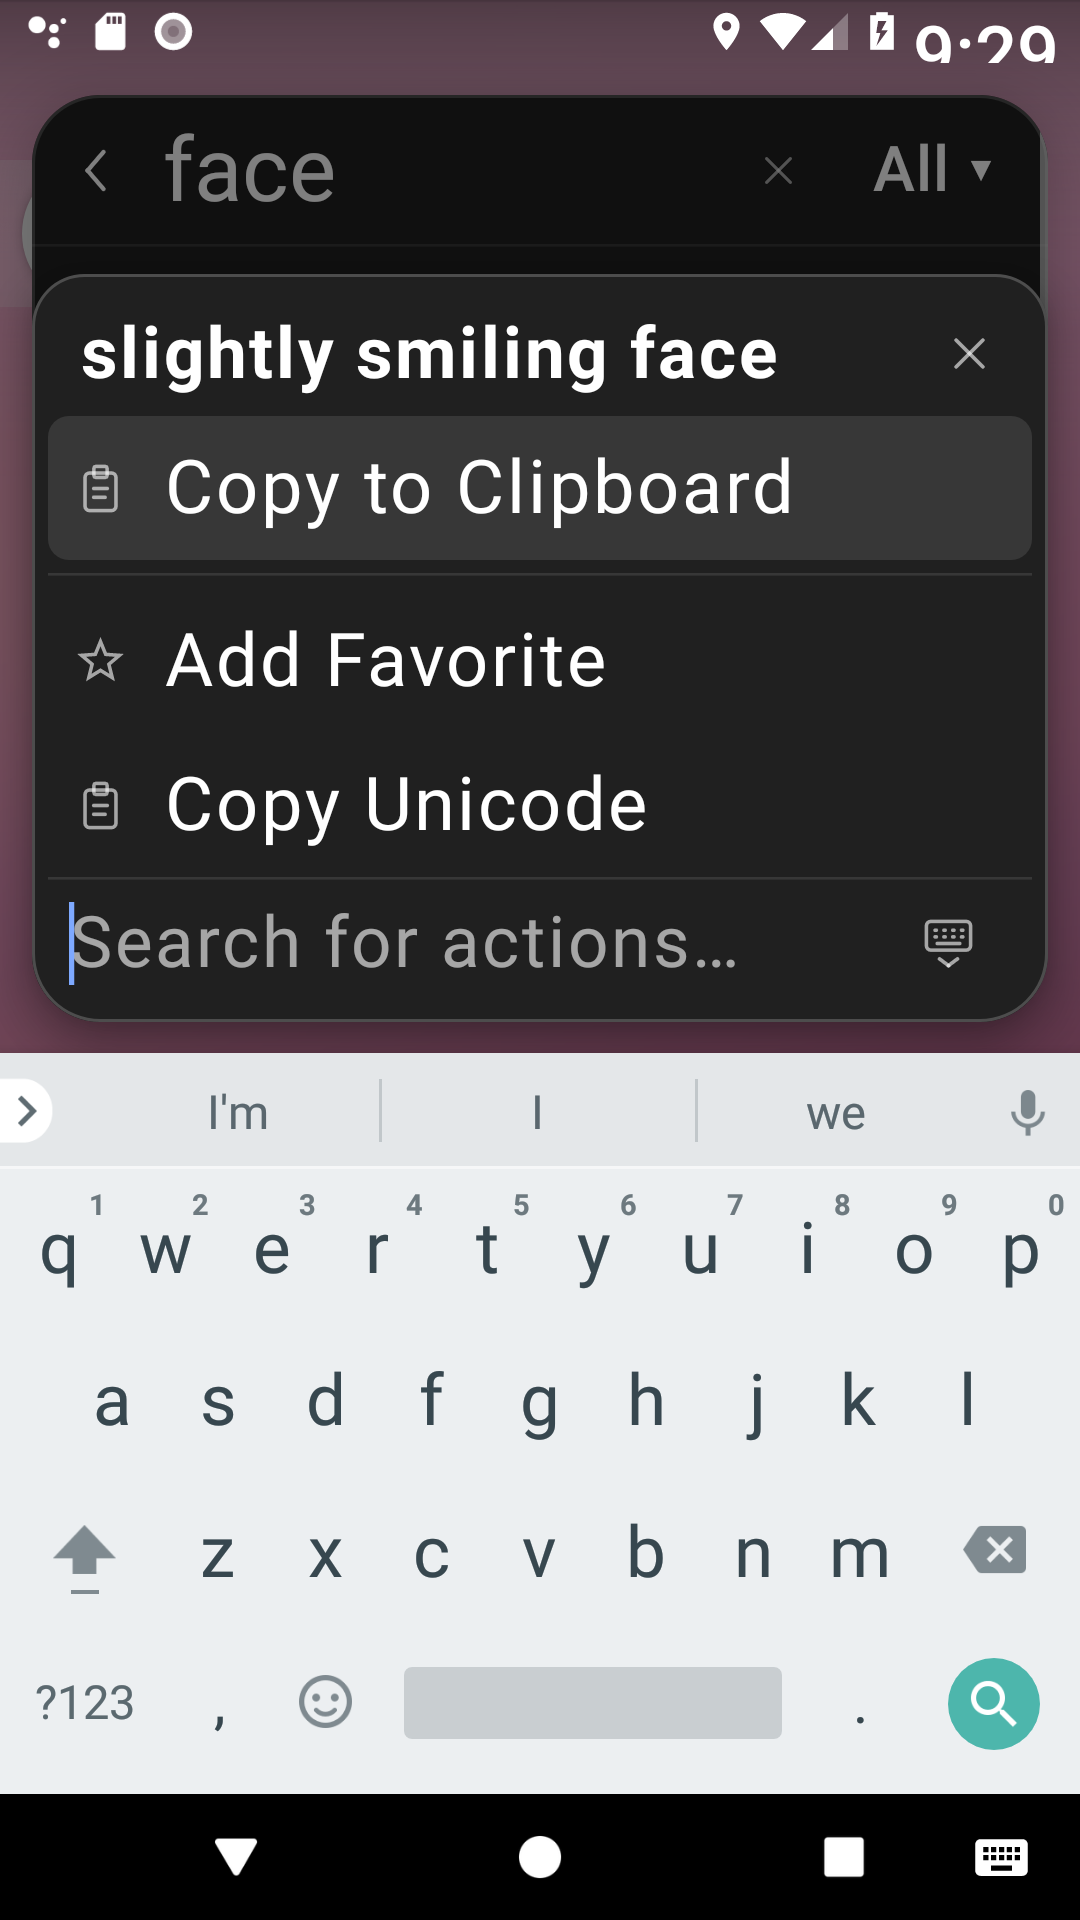 9:29
face
All ▼
slightly smiling face
Copy to Clipboard
Add Favorite
Copy Unicode
Search for actions…
I'm I we
1 2 3 4 5 6 7 8 9 0
q w e r t y u i o p
a s d f g h j k l
z x c v b n m
?123 , .